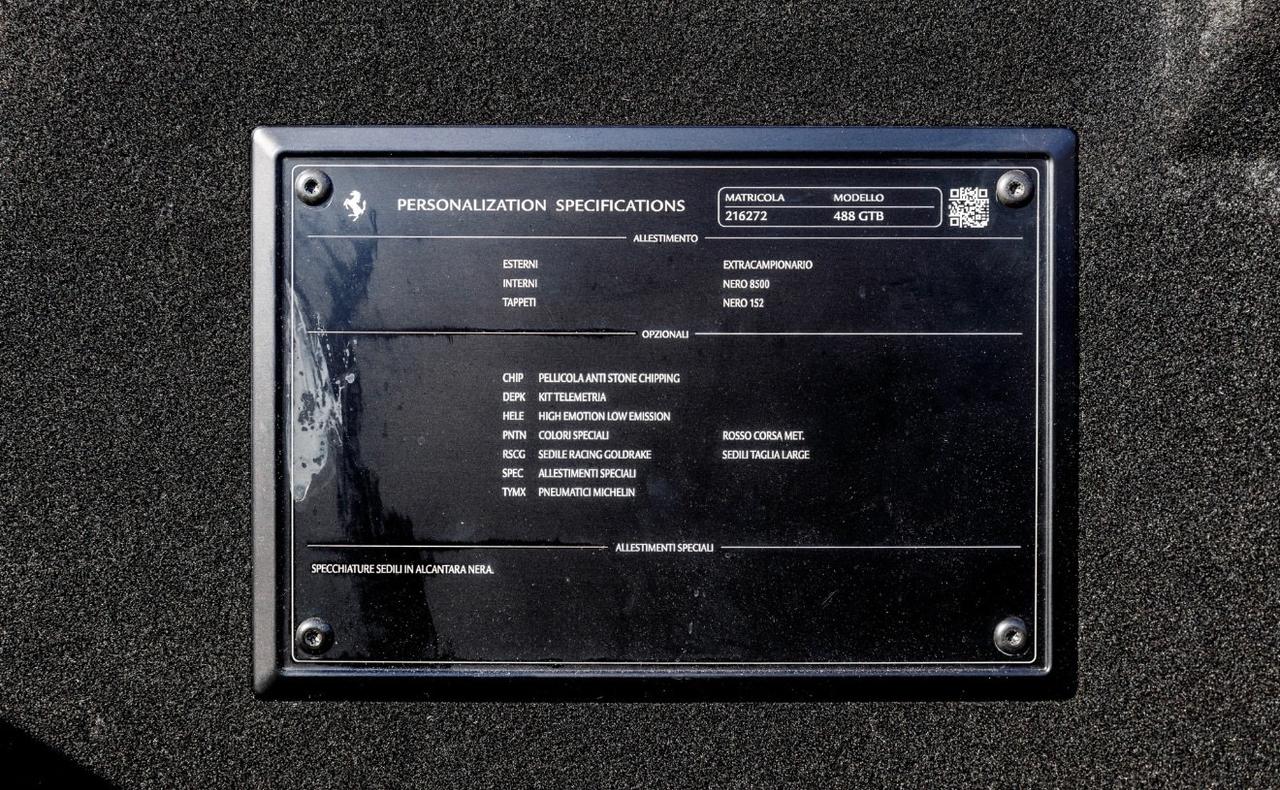 PERSONALIZATION SPECIFICATIONS
MATRICOLA MODELLO
216272 488 GTB
ALLESTIMENTO
ESTERNI EXTRACAMPIONARIO
INTERNI NERO 8500
TAPPETI NERO 152
OPZIONALI
CHIP PELLICOLA ANTI STONE CHIPPING
DEPK KIT TELEMETRIA
HELE HIGH EMOTION LOW EMISSION
PNTN COLORI SPECIALI ROSSO CORSA MET.
RSCG SEDILE RACING GOLDRAKE SEDILI TAGLIA LARGE
SPEC ALLESTIMENTI SPECIALI
TYMX PNEUMATICI MICHELIN
ALLESTIMENTI SPECIALI
SPECCHIATURE SEDILI IN ALCANTARA NERA.